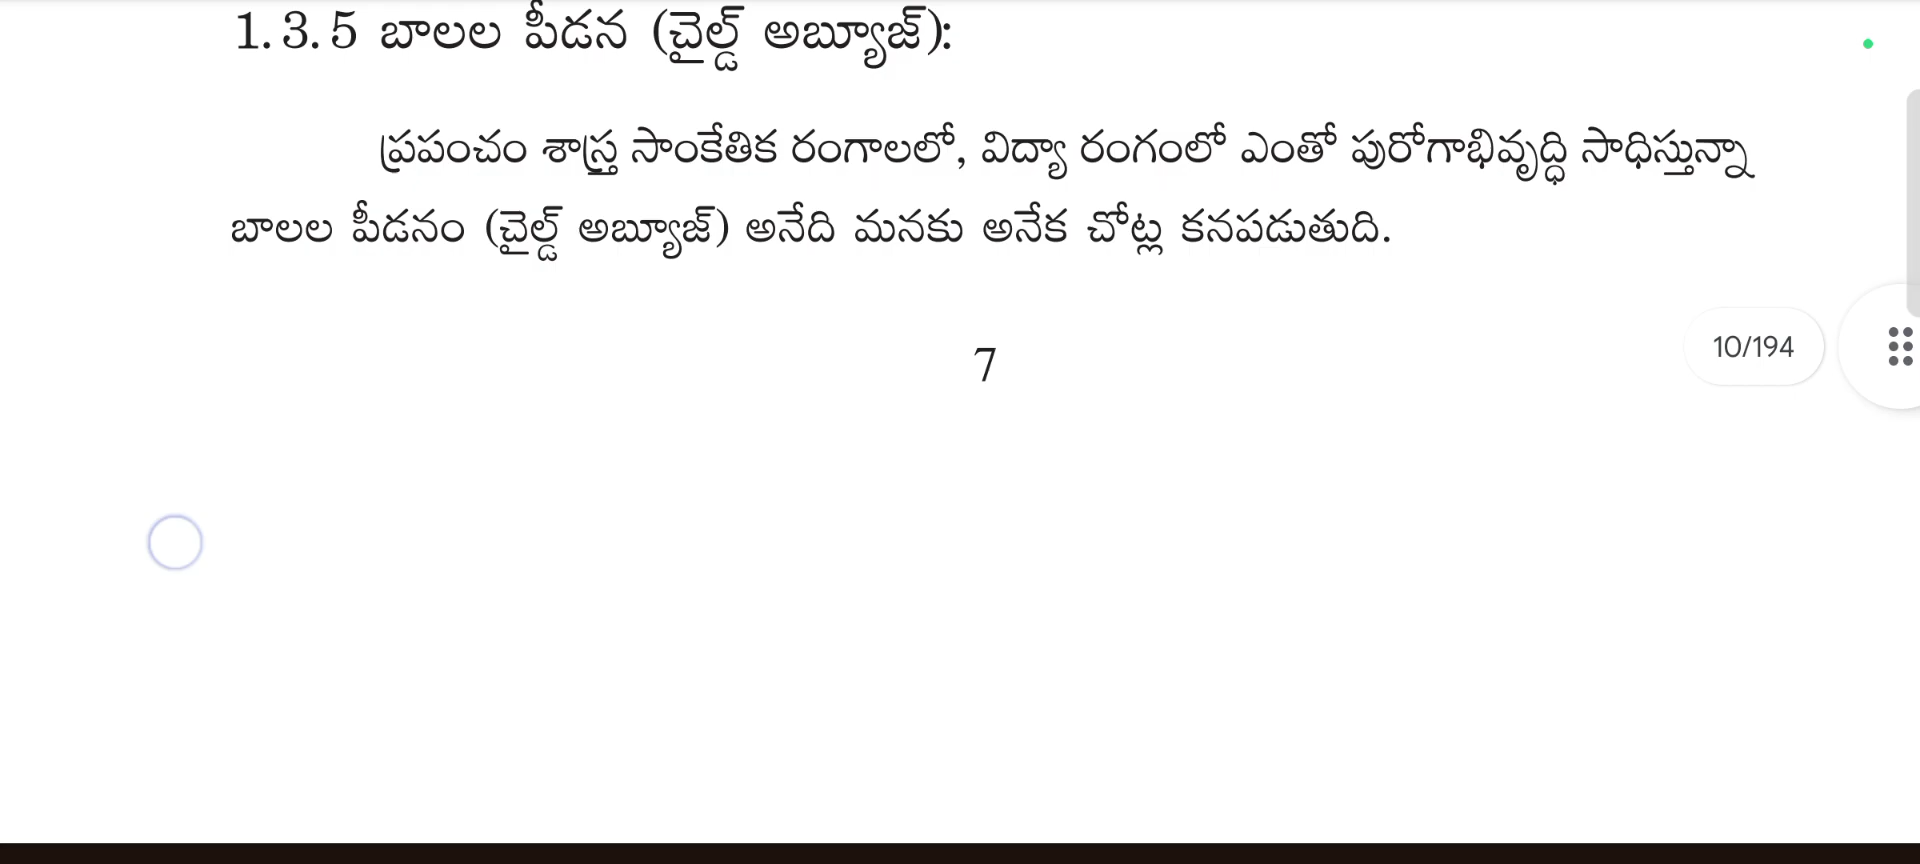 1.3.5 బాలల పీడన (చైల్డ్ అబ్యూజ్):
ప్రపంచం శాస్త్ర సాంకేతిక రంగాలలో, విద్యా రంగంలో ఎంతో పురోగాభివృద్ధి సాధిస్తున్నా
బాలల పీడనం (చైల్డ్ అబ్యూజ్) అనేది మనకు అనేక చోట్ల కనపడుతుది.
10/194
7